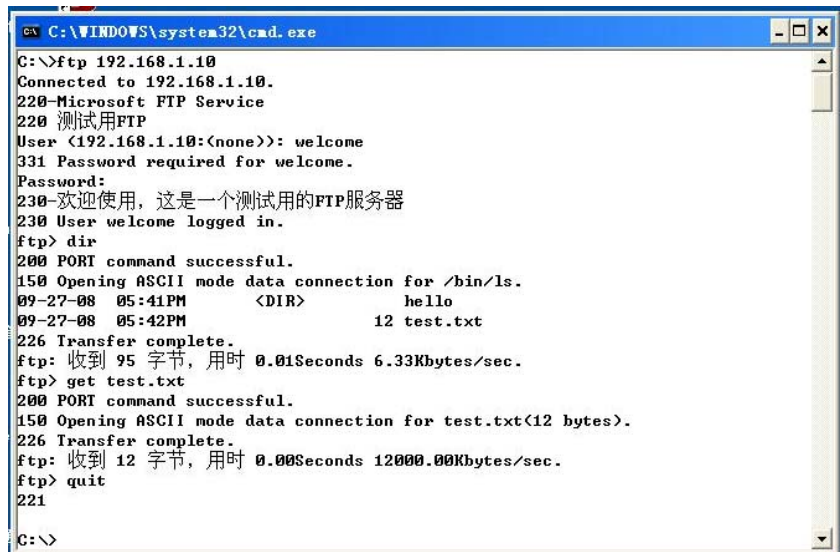 C:\WINDOWS\system32\cmd.exe
C:\>ftp 192.168.1.10
Connected to 192.168.1.10.
220-Microsoft FTP Service
220 测试用FTP
User (192.168.1.10:(none)): welcome
331 Password required for welcome.
Password:
230-欢迎使用，这是一个测试用的FTP服务器
230 User welcome logged in.
ftp> dir
200 PORT command successful.
150 Opening ASCII mode data connection for /bin/ls.
09-27-08  05:41PM       <DIR>          hello
09-27-08  05:42PM                   12 test.txt
226 Transfer complete.
ftp: 收到 95 字节，用时 0.01Seconds 6.33Kbytes/sec.
ftp> get test.txt
200 PORT command successful.
150 Opening ASCII mode data connection for test.txt(12 bytes).
226 Transfer complete.
ftp: 收到 12 字节，用时 0.00Seconds 12000.00Kbytes/sec.
ftp> quit
221
C:\>